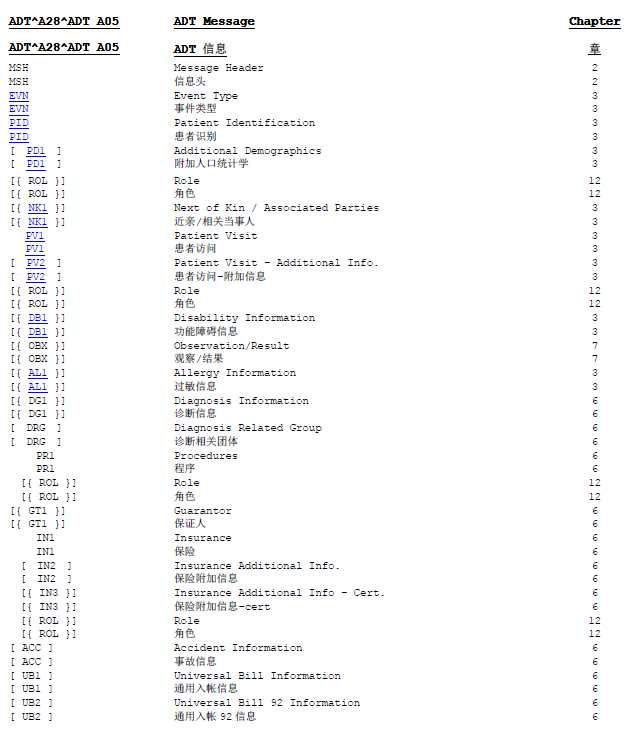 ADT^A28^ADT A05 ADT Message Chapter
ADT^A28^ADT A05 ADT 信息 章
MSH Message Header 2
MSH 信息头 2
EVN Event Type 3
EVN 事件类型 3
PID Patient Identification 3
PID 患者识别 3
[ PD1 ] Additional Demographics 3
[ PD1 ] 附加人口统计学 3
[{ ROL }] Role 12
[{ ROL }] 角色 12
[{ NK1 }] Next of Kin / Associated Parties 3
[{ NK1 }] 近亲/相关当事人 3
PV1 Patient Visit 3
PV1 患者访问 3
[ PV2 ] Patient Visit - Additional Info. 3
[ PV2 ] 患者访问-附加信息 3
[{ ROL }] Role 12
[{ ROL }] 角色 12
[{ DB1 }] Disability Information 3
[{ DB1 }] 功能障碍信息 3
[{ OBX }] Observation/Result 7
[{ OBX }] 观察/结果 7
[{ AL1 }] Allergy Information 3
[{ AL1 }] 过敏信息 3
[{ DG1 }] Diagnosis Information 6
[{ DG1 }] 诊断信息 6
[ DRG ] Diagnosis Related Group 6
[ DRG ] 诊断相关团体 6
PR1 Procedures 6
PR1 程序 6
[{ ROL }] Role 12
[{ ROL }] 角色 12
[{ GT1 }] Guarantor 6
[{ GT1 }] 保证人 6
IN1 Insurance 6
IN1 保险 6
[ IN2 ] Insurance Additional Info. 6
[ IN2 ] 保险附加信息 6
[{ IN3 }] Insurance Additional Info - Cert. 6
[{ IN3 }] 保险附加信息-cert 6
[{ ROL }] Role 12
[{ ROL }] 角色 12
[ ACC ] Accident Information 6
[ ACC ] 事故信息 6
[ UB1 ] Universal Bill Information 6
[ UB1 ] 通用入帐信息 6
[ UB2 ] Universal Bill 92 Information 6
[ UB2 ] 通用入帐 92 信息 6